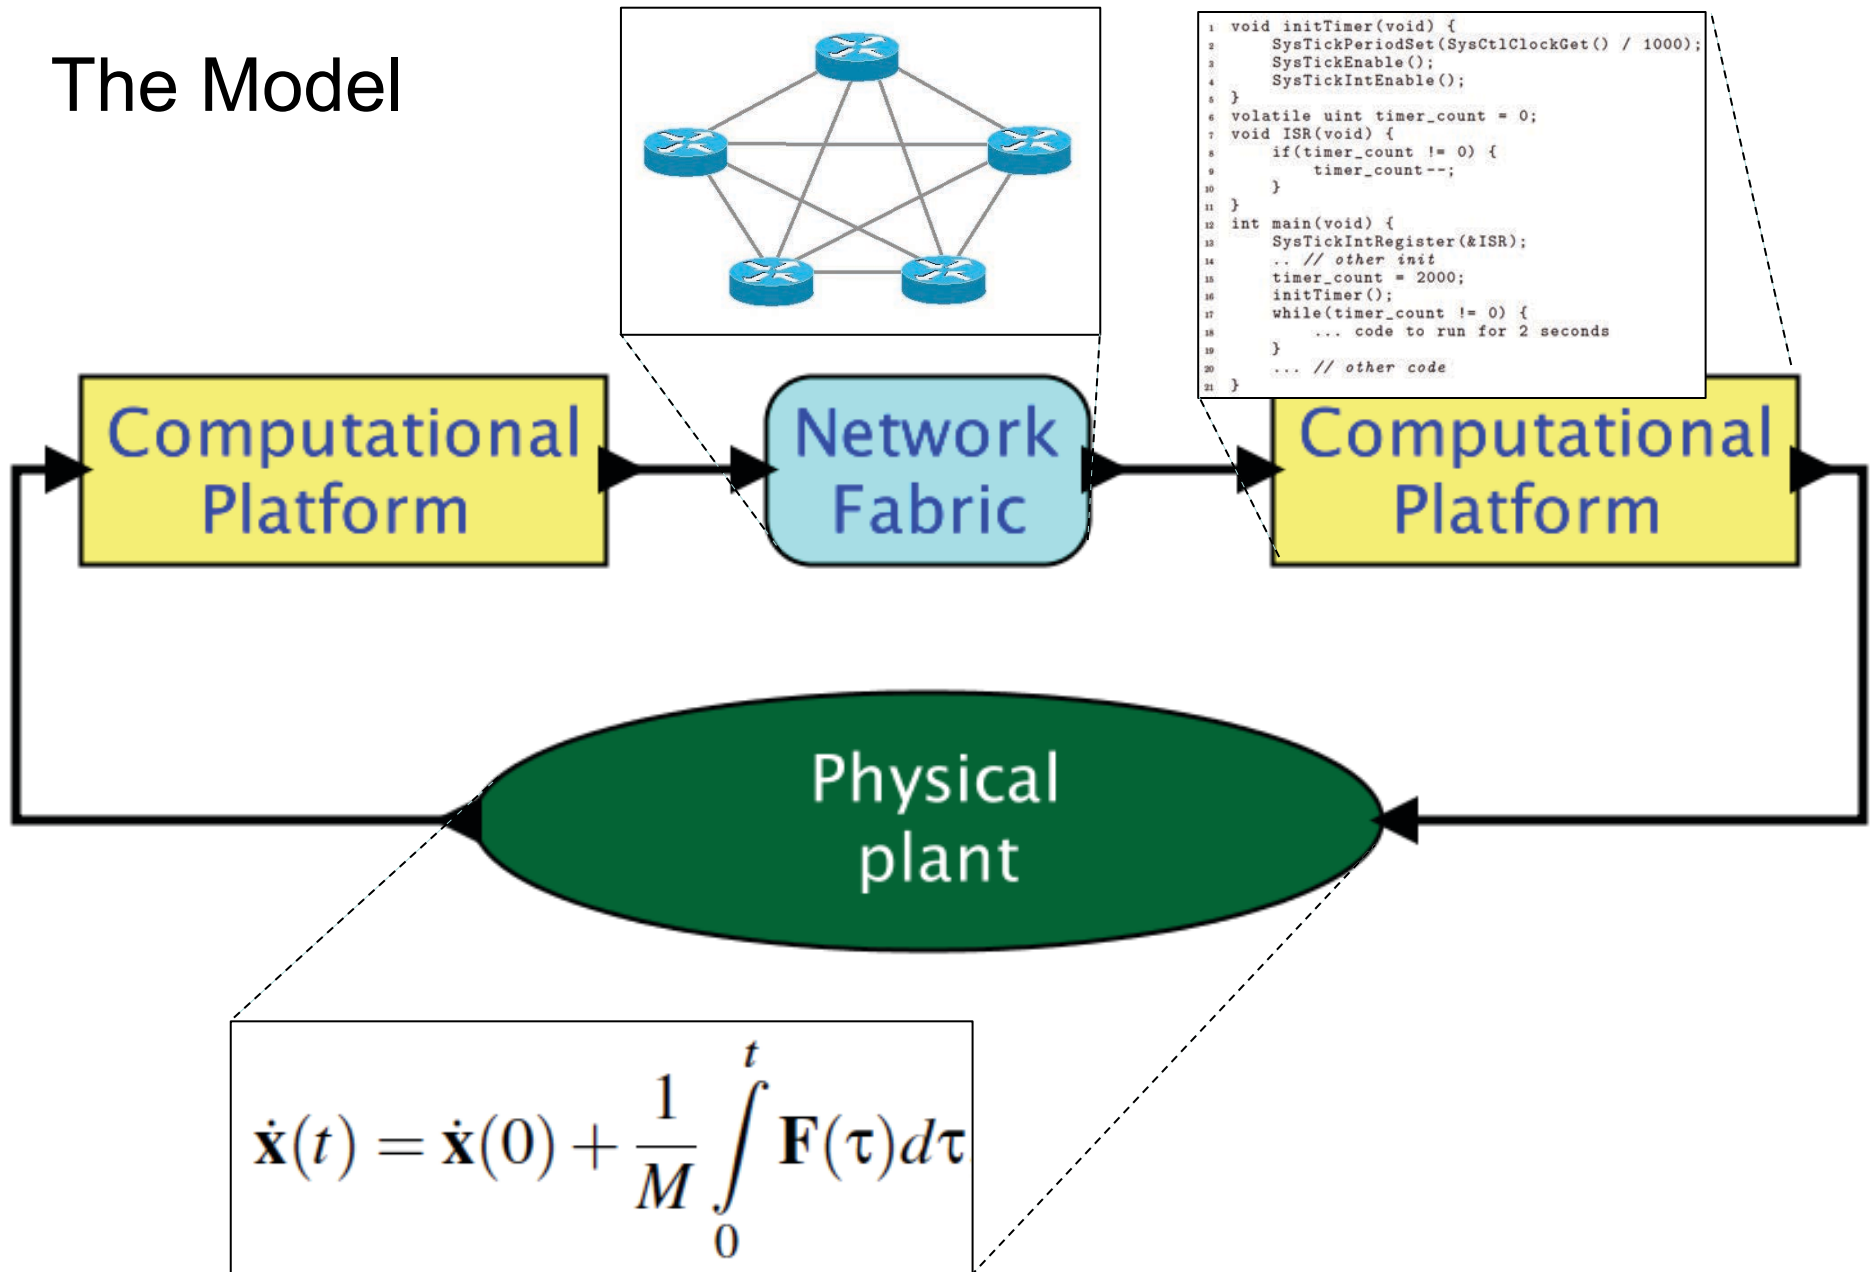 The Model
1 void initTimer(void) {
2     SysTickPeriodSet(SysCtlClockGet() / 1000);
3     SysTickEnable();
4     SysTickIntEnable();
5 }
6 volatile uint timer_count = 0;
7 void ISR(void) {
8     if(timer_count != 0) {
9         timer_count--;
10     }
11 }
12 int main(void) {
13     SysTickIntRegister(&ISR);
14     .. // other init
15     timer_count = 2000;
16     initTimer();
17     while(timer_count != 0) {
18         ... code to run for 2 seconds
19     }
20     ... // other code
21 }
Computational
Platform
Network
Fabric
Computational
Platform
Physical
plant
ẋ(t) = ẋ(0) + 1/M ∫₀ᵗ F(τ)dτ